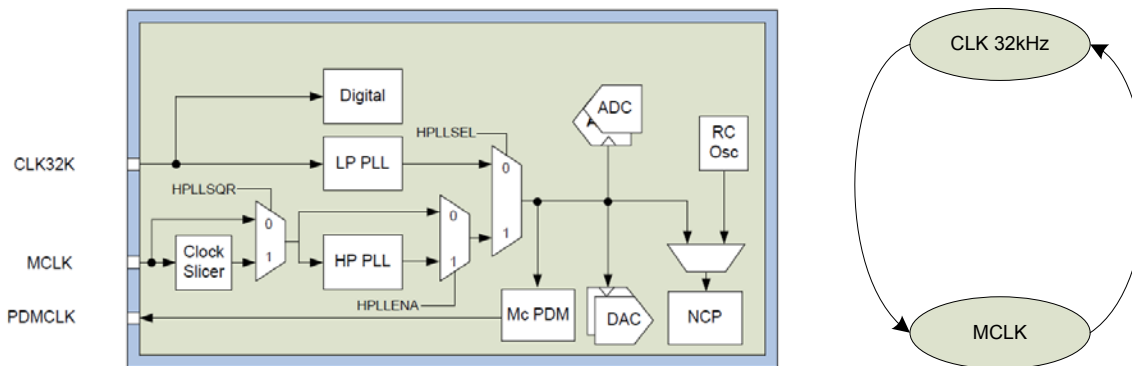 CLK32K
MCLK
PDMCLK
Digital
LP PLL
HPLLSEL
0
1
HPLLSQR
0
1
Clock
Slicer
HP PLL
0
1
HPLLENA
ADC
RC
Osc
Mc PDM
DAC
NCP
CLK 32kHz
MCLK